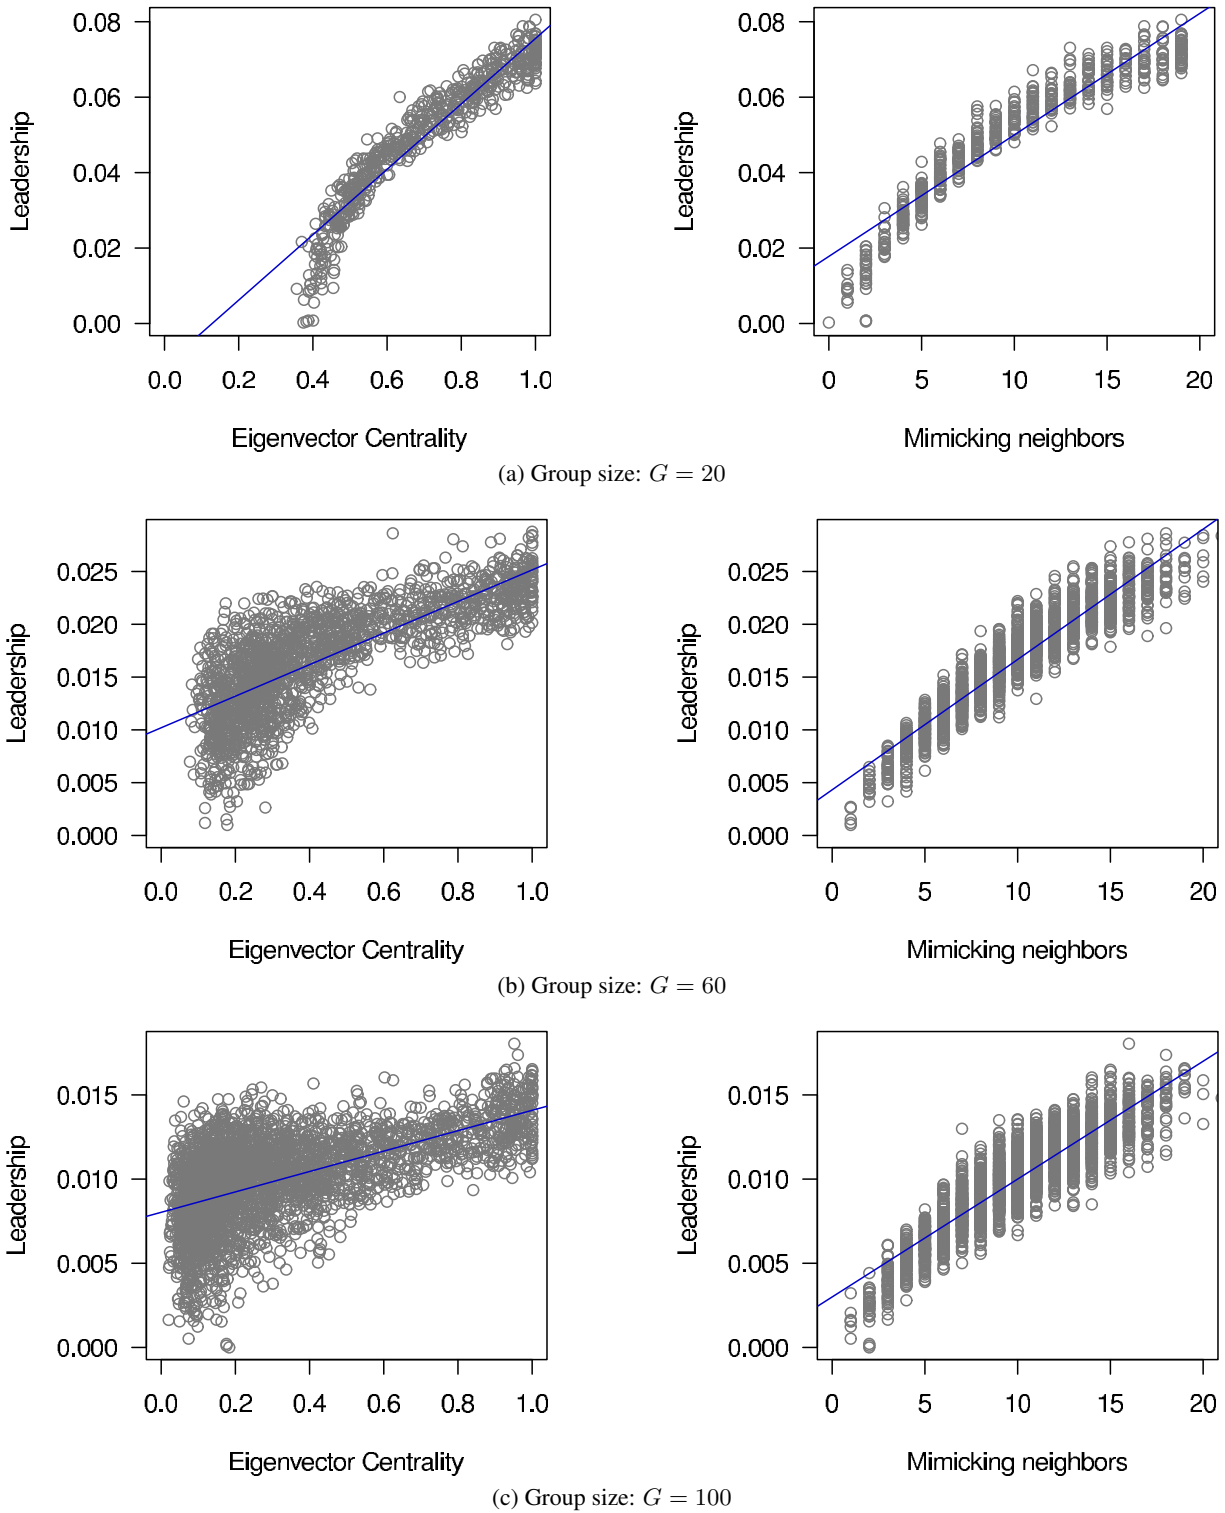 0.08
0.06
0.04
0.02
0.00
Leadership
0.0 0.2 0.4 0.6 0.8 1.0
Eigenvector Centrality
0.08
0.06
0.04
0.02
0.00
Leadership
0 5 10 15 20
Mimicking neighbors
(a) Group size: G = 20
0.025
0.020
0.015
0.010
0.005
0.000
Leadership
0.0 0.2 0.4 0.6 0.8 1.0
Eigenvector Centrality
0.025
0.020
0.015
0.010
0.005
0.000
Leadership
0 5 10 15 20
Mimicking neighbors
(b) Group size: G = 60
0.015
0.010
0.005
0.000
Leadership
0.0 0.2 0.4 0.6 0.8 1.0
Eigenvector Centrality
0.015
0.010
0.005
0.000
Leadership
0 5 10 15 20
Mimicking neighbors
(c) Group size: G = 100